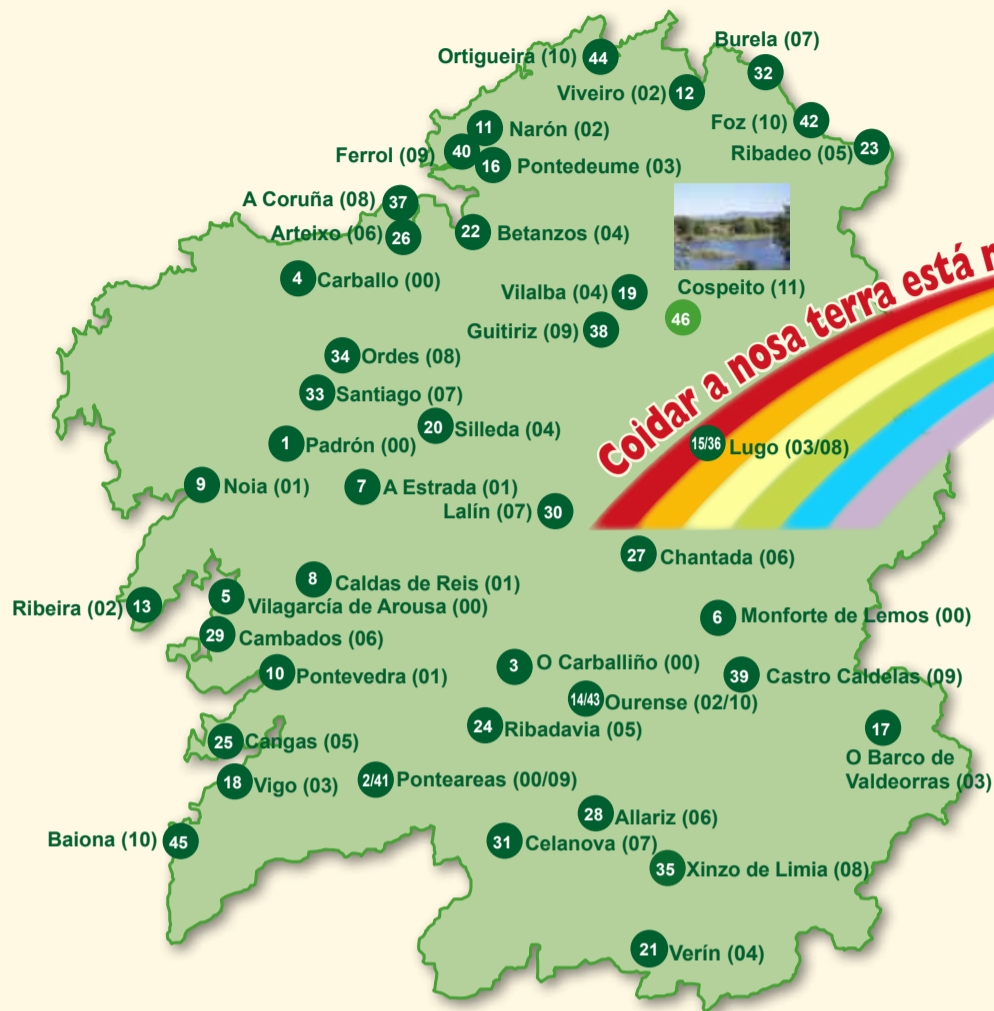 Burela (07)
32
Ortigueira (10)
44
Viveiro (02)
12
Foz (10)
42
Narón (02)
11
Ferrol (09)
40
Ribadeo (05)
23
16
Pontedeume (03)
A Coruña (08)
37
Arteixo (06)
26
22
Betanzos (04)
4
Carballo (00)
Vilalba (04)
19
Cospeito (11)
46
Guitiriz (09)
38
Coidar a nosa terra está
34
Ordes (08)
33
Santiago (07)
20
Silleda (04)
1
Padrón (00)
15/36
Lugo (03/08)
9
Noia (01)
7
A Estrada (01)
Lalín (07)
30
27
Chantada (06)
8
Caldas de Reis (01)
Ribeira (02)
13
5
Vilagarcía de Arousa (00)
6
Monforte de Lemos (00)
29
Cambados (06)
10
Pontevedra (01)
3
O Carballiño (00)
39
Castro Caldelas (09)
14/43
Ourense (02/10)
24
Ribadavia (05)
17
O Barco de
Valdeorras (03)
25
Cangas (05)
18
Vigo (03)
2/41
Ponteareas (00/09)
28
Allariz (06)
Baiona (10)
45
31
Celanova (07)
35
Xinzo de Limia (08)
21
Verín (04)